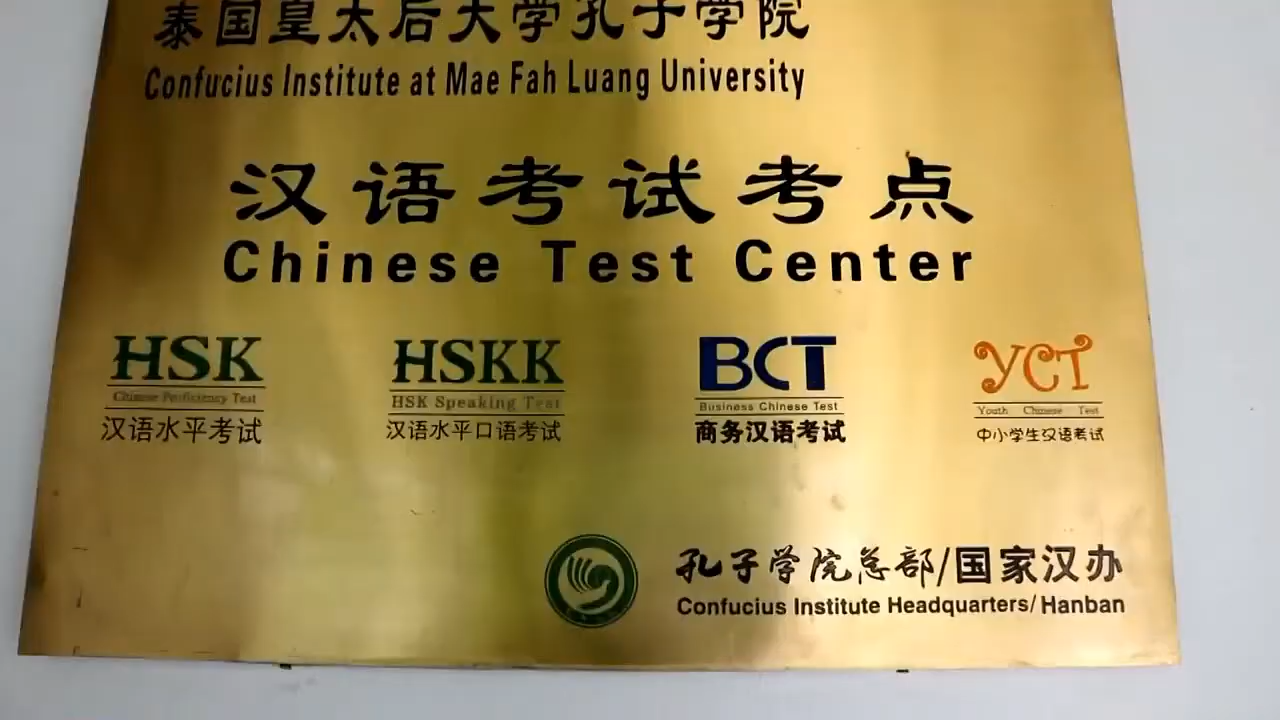 泰国皇太后大学孔子学院
Confucius Institute at Mae Fah Luang University
汉语考试考点
Chinese Test Center
HSK
Chinese Proficiency Test
汉语水平考试
HSKK
HSK Speaking Test
汉语水平口语考试
BCT
Business Chinese Test
商务汉语考试
YCT
Youth Chinese Test
中小学生汉语考试
孔子学院总部/国家汉办
Confucius Institute Headquarters/Hanban